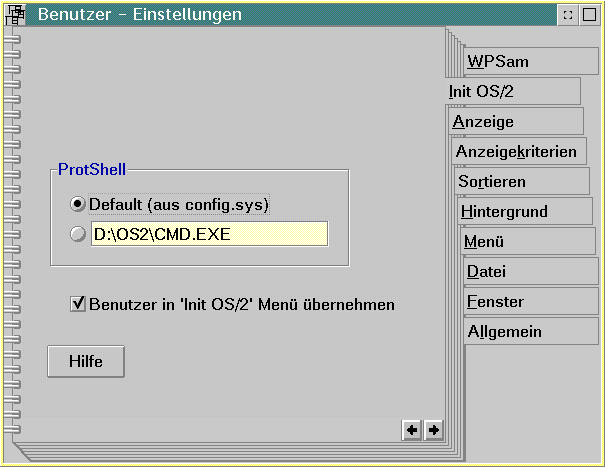 Benutzer - Einstellungen
WPSam
Init OS/2
Anzeige
Anzeigekriterien
Sortieren
Hintergrund
Menü
Datei
Fenster
Allgemein
ProtShell
Default (aus config.sys)
D:\OS2\CMD.EXE
Benutzer in 'Init OS/2' Menü übernehmen
Hilfe